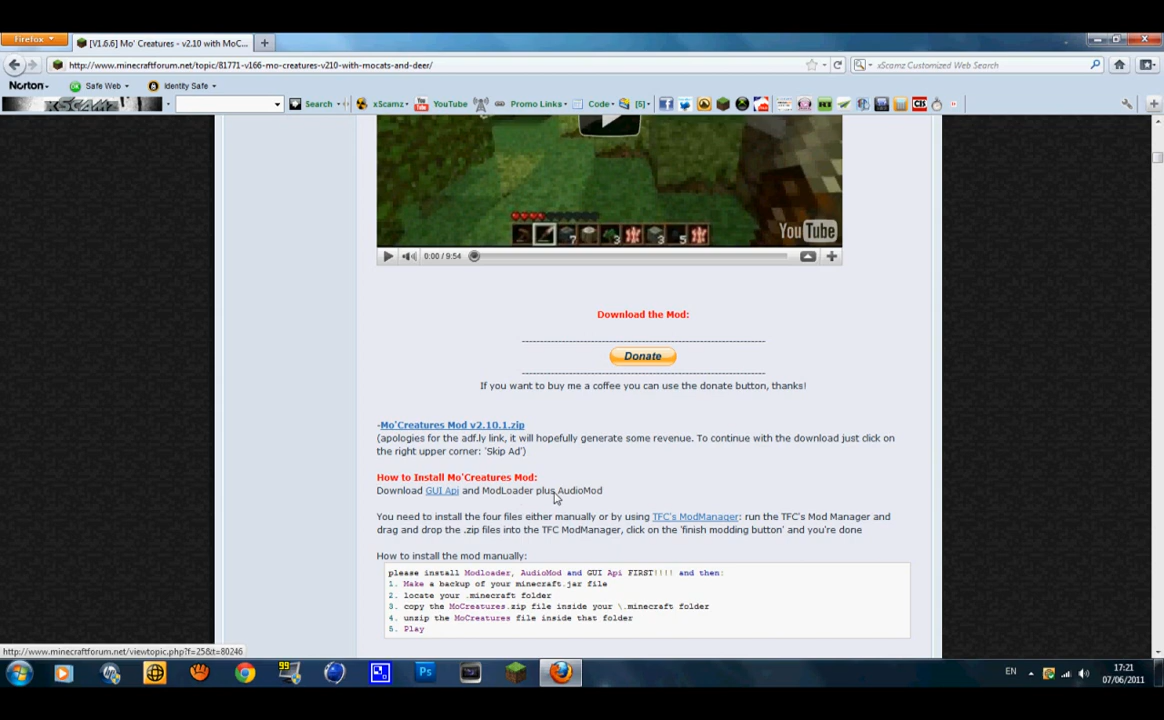 Firefox
[V1.6.6] Mo' Creatures - v2.10 with MoC...
http://www.minecraftforum.net/topic/81771-v166-mo-creatures-v210-with-mocats-and-deer/
xScamz Customized Web Search
Norton
Safe Web
Identity Safe
xSCAMZ
Search
xScamz
YouTube
Promo Links
Code
[5]
CIS
7 3 3 5
YouTube
0:00 / 9:54
Download the Mod:
Donate
If you want to buy me a coffee you can use the donate button, thanks!
-Mo'Creatures Mod v2.10.1.zip
(apologies for the adf.ly link, it will hopefully generate some revenue. To continue with the download just click on
the right upper corner: 'Skip Ad')
How to Install Mo'Creatures Mod:
Download GUI Api and ModLoader plus AudioMod
You need to install the four files either manually or by using TFC's ModManager: run the TFC's Mod Manager and
drag and drop the .zip files into the TFC ModManager, click on the 'finish modding button' and you're done
How to install the mod manually:
please install Modloader, AudioMod and GUI Api FIRST!!!! and then:
1. Make a backup of your minecraft.jar file
2. locate your .minecraft folder
3. copy the MoCreatures.zip file inside your \.minecraft folder
4. unzip the MoCreatures file inside that folder
5. Play
http://www.minecraftforum.net/viewtopic.php?f=25&t=80246
99
Ps
EN
17:21
07/06/2011